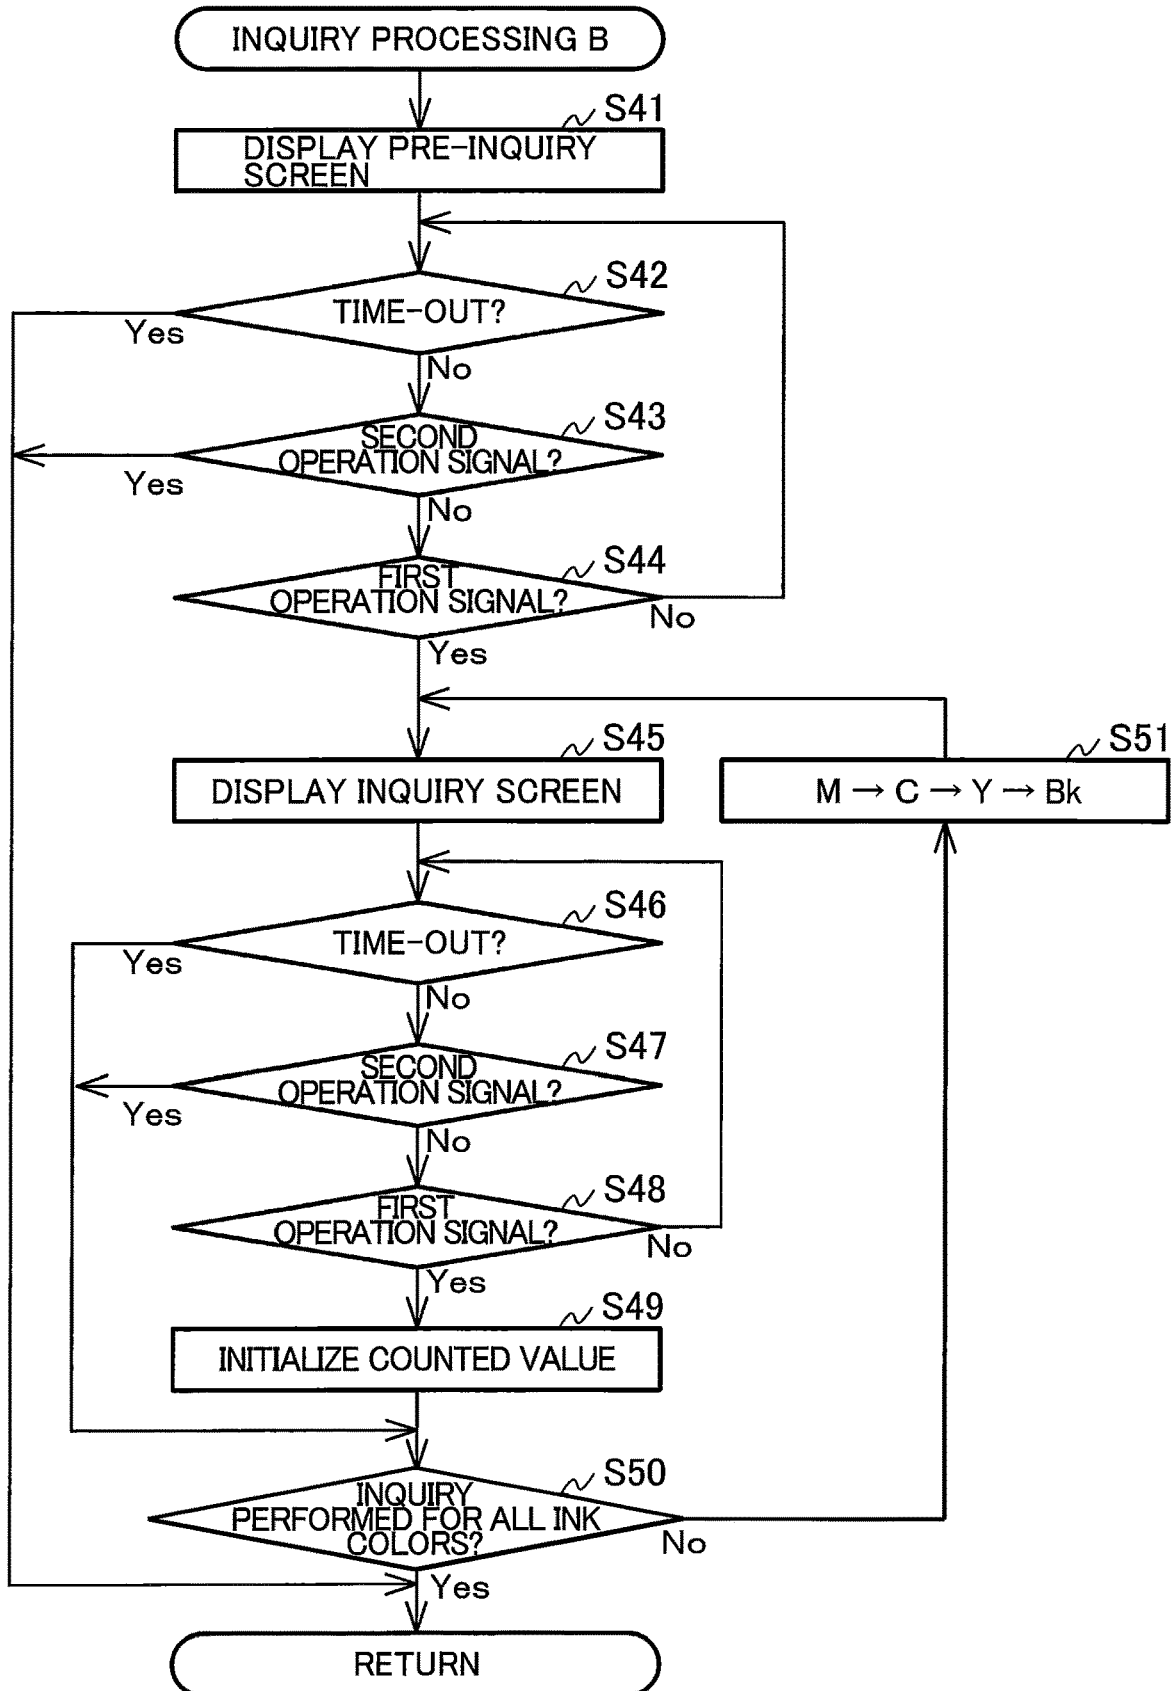 INQUIRY PROCESSING B
S41
DISPLAY PRE-INQUIRY
SCREEN
S42
TIME-OUT?
Yes
No
S43
SECOND
OPERATION SIGNAL?
Yes
No
S44
FIRST
OPERATION SIGNAL?
No
Yes
S45
DISPLAY INQUIRY SCREEN
S51
M → C → Y → Bk
S46
TIME-OUT?
Yes
No
S47
SECOND
OPERATION SIGNAL?
Yes
No
S48
FIRST
OPERATION SIGNAL?
No
Yes
S49
INITIALIZE COUNTED VALUE
S50
INQUIRY
PERFORMED FOR ALL INK
COLORS?
No
Yes
RETURN